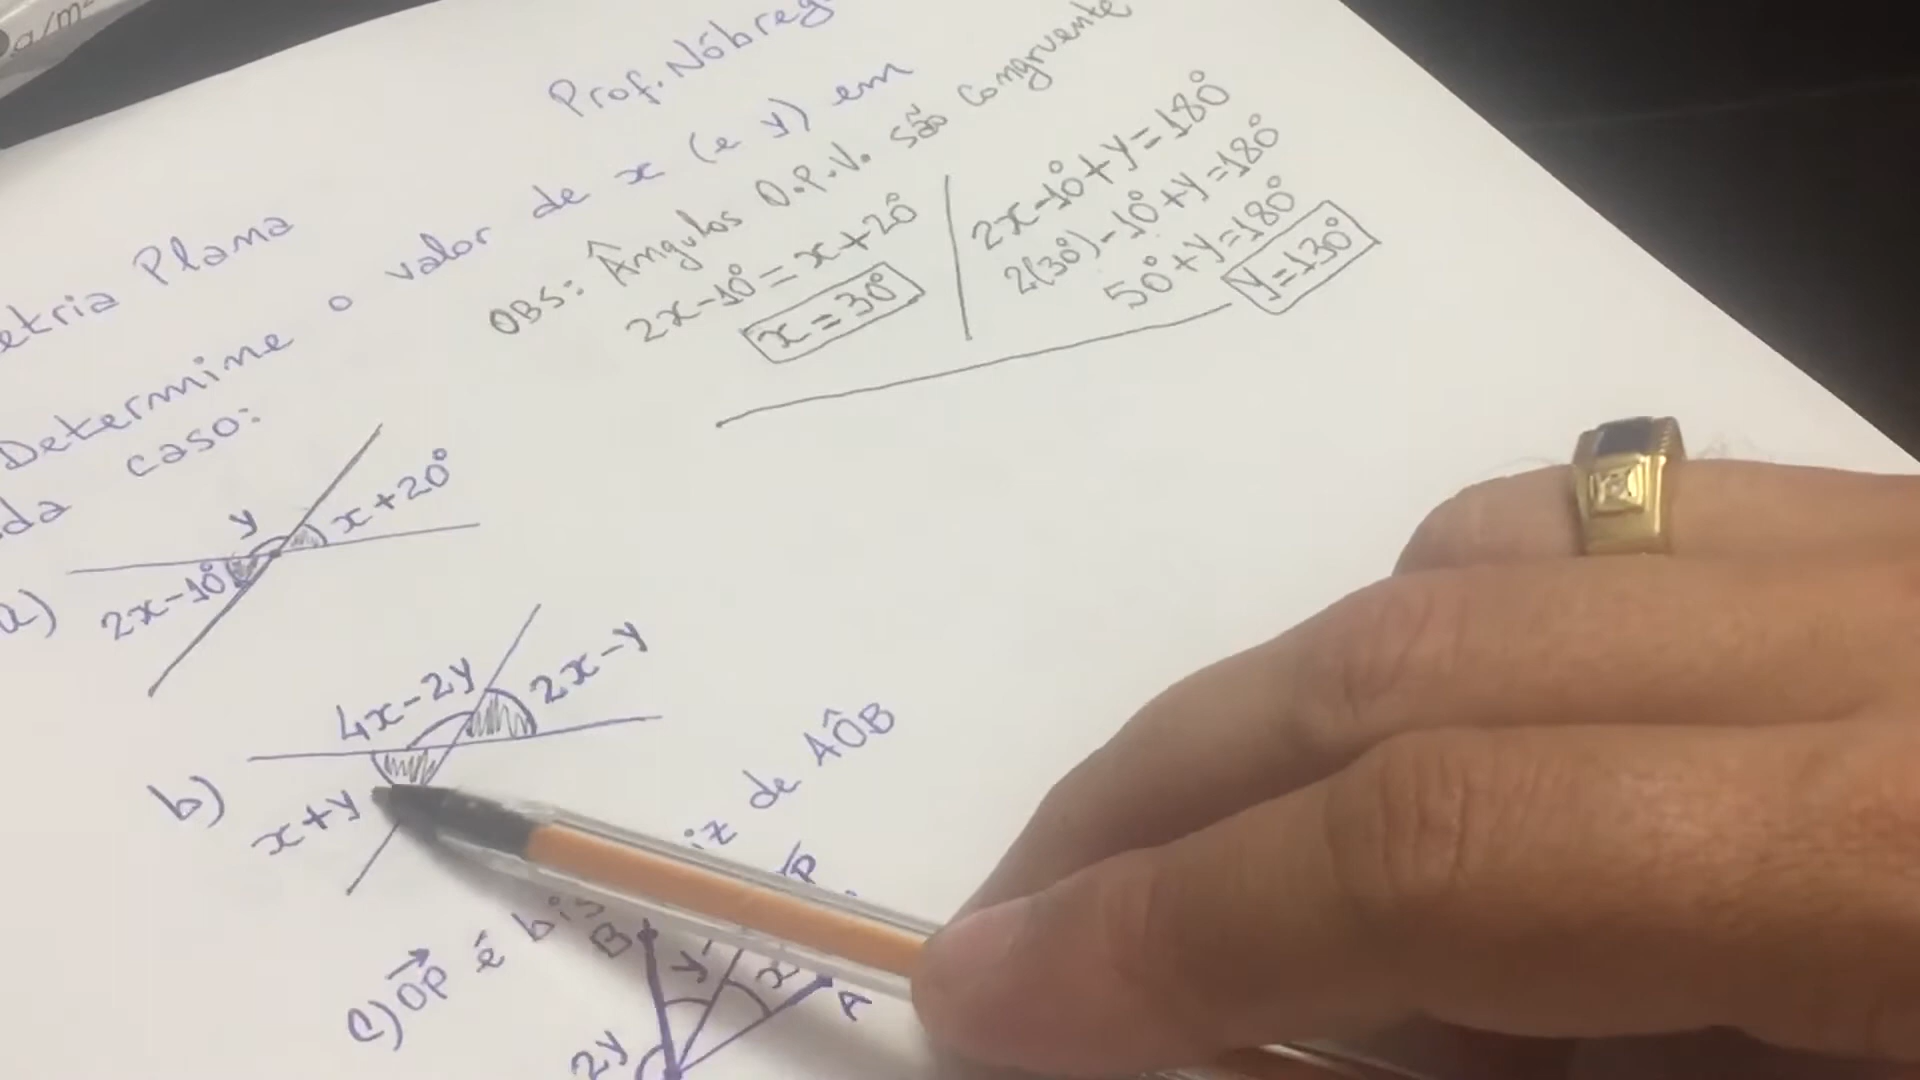 a/m²
Prof. Nóbreg
etria Plana
Determine o valor de x (e y) em
da caso:
OBS: Ângulos O.P.V. são congruente
2x-10°=x+20°
x=30°
2x-10°+y=180°
2(30°)-10°+y=180°
50°+y=180°
y=130°
a)
y
x+20°
2x-10°
b)
4x-2y
2x-y
x+y
c) OP é bis iz de AÔB
P
B
y-
x
A
2y